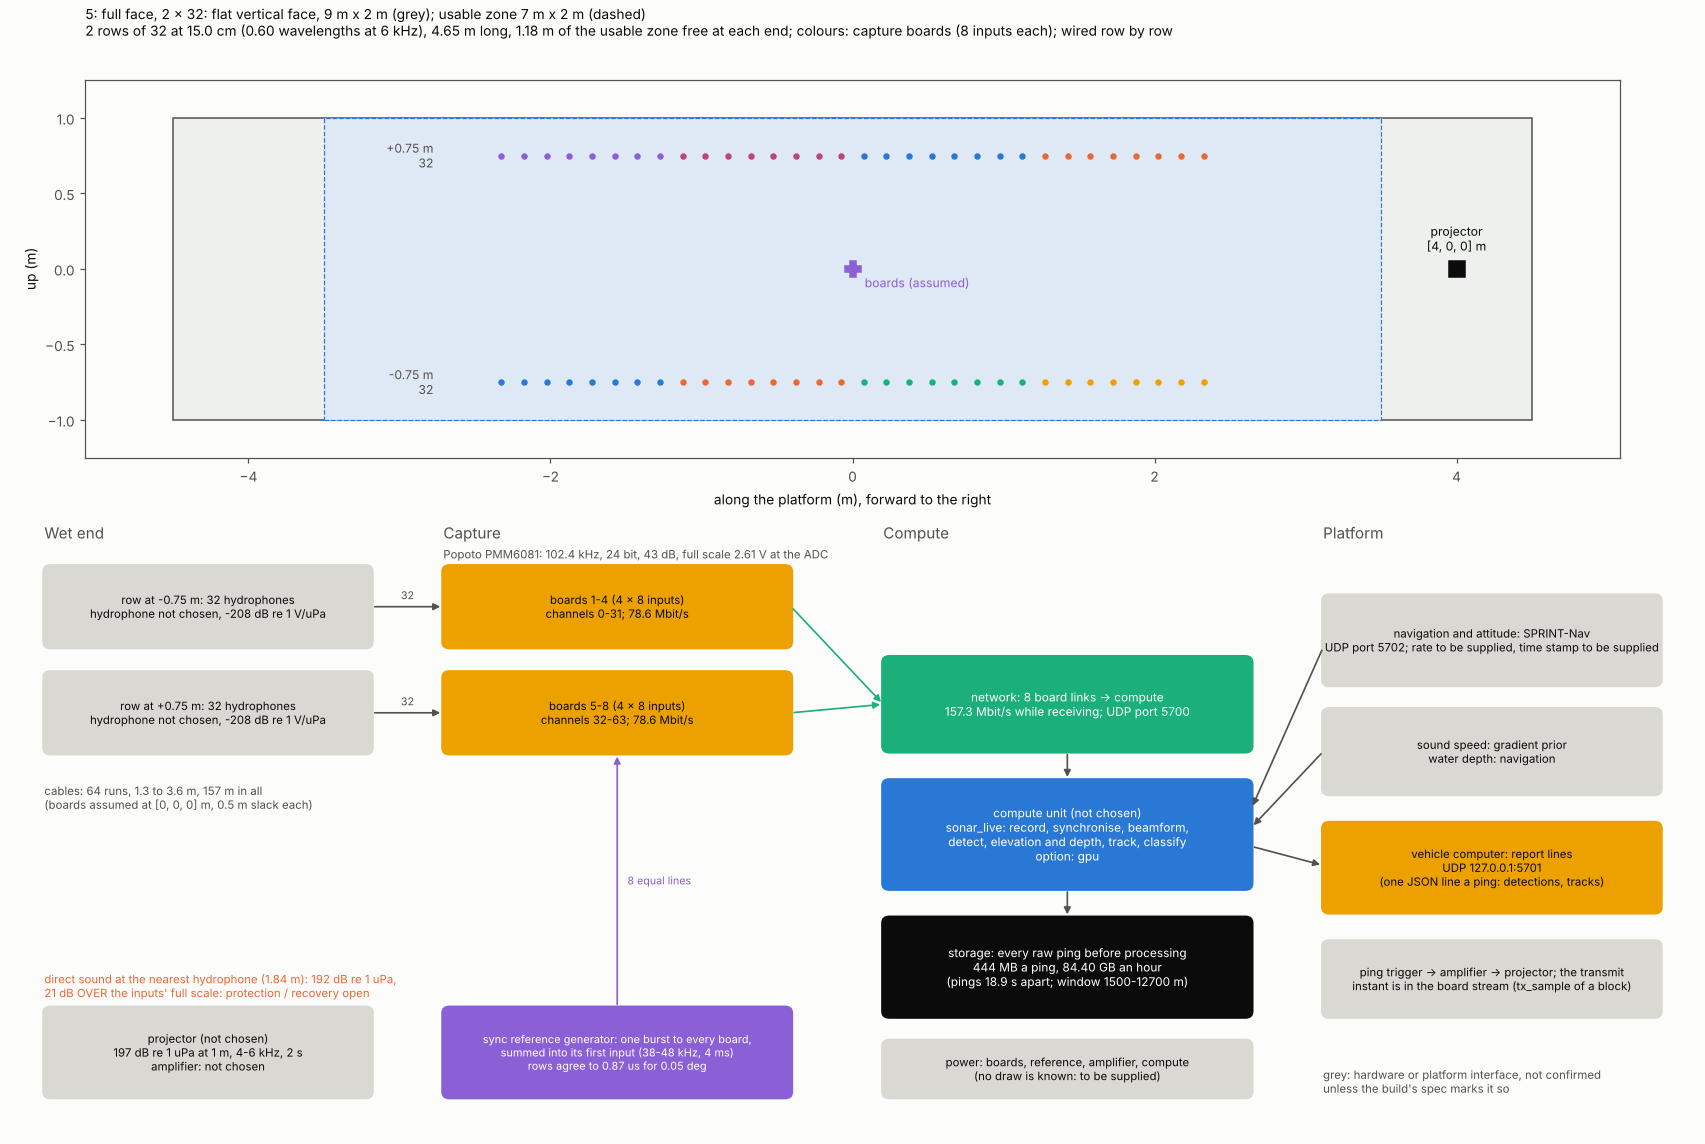 5: full face, 2 × 32: flat vertical face, 9 m x 2 m (grey); usable zone 7 m x 2 m (dashed)
2 rows of 32 at 15.0 cm (0.60 wavelengths at 6 kHz), 4.65 m long, 1.18 m of the usable zone free at each end; colours: capture boards (8 inputs each); wired row by row
1.0
0.5
0.0
−0.5
−1.0
up (m)
+0.75 m
32
-0.75 m
32
boards (assumed)
projector
[4, 0, 0] m
−4
−2
0
2
4
along the platform (m), forward to the right
Wet end
Capture
Compute
Platform
Popoto PMM6081: 102.4 kHz, 24 bit, 43 dB, full scale 2.61 V at the ADC
row at -0.75 m: 32 hydrophones
hydrophone not chosen, -208 dB re 1 V/uPa
32
boards 1-4 (4 × 8 inputs)
channels 0-31; 78.6 Mbit/s
row at +0.75 m: 32 hydrophones
hydrophone not chosen, -208 dB re 1 V/uPa
32
boards 5-8 (4 × 8 inputs)
channels 32-63; 78.6 Mbit/s
cables: 64 runs, 1.3 to 3.6 m, 157 m in all
(boards assumed at [0, 0, 0] m, 0.5 m slack each)
8 equal lines
direct sound at the nearest hydrophone (1.84 m): 192 dB re 1 uPa,
21 dB OVER the inputs' full scale: protection / recovery open
projector (not chosen)
197 dB re 1 uPa at 1 m, 4-6 kHz, 2 s
amplifier: not chosen
sync reference generator: one burst to every board,
summed into its first input (38-48 kHz, 4 ms)
rows agree to 0.87 us for 0.05 deg
network: 8 board links → compute
157.3 Mbit/s while receiving; UDP port 5700
compute unit (not chosen)
sonar_live: record, synchronise, beamform,
detect, elevation and depth, track, classify
option: gpu
storage: every raw ping before processing
444 MB a ping, 84.40 GB an hour
(pings 18.9 s apart; window 1500-12700 m)
power: boards, reference, amplifier, compute
(no draw is known: to be supplied)
navigation and attitude: SPRINT-Nav
UDP port 5702; rate to be supplied, time stamp to be supplied
sound speed: gradient prior
water depth: navigation
vehicle computer: report lines
UDP 127.0.0.1:5701
(one JSON line a ping: detections, tracks)
ping trigger → amplifier → projector; the transmit
instant is in the board stream (tx_sample of a block)
grey: hardware or platform interface, not confirmed
unless the build's spec marks it so